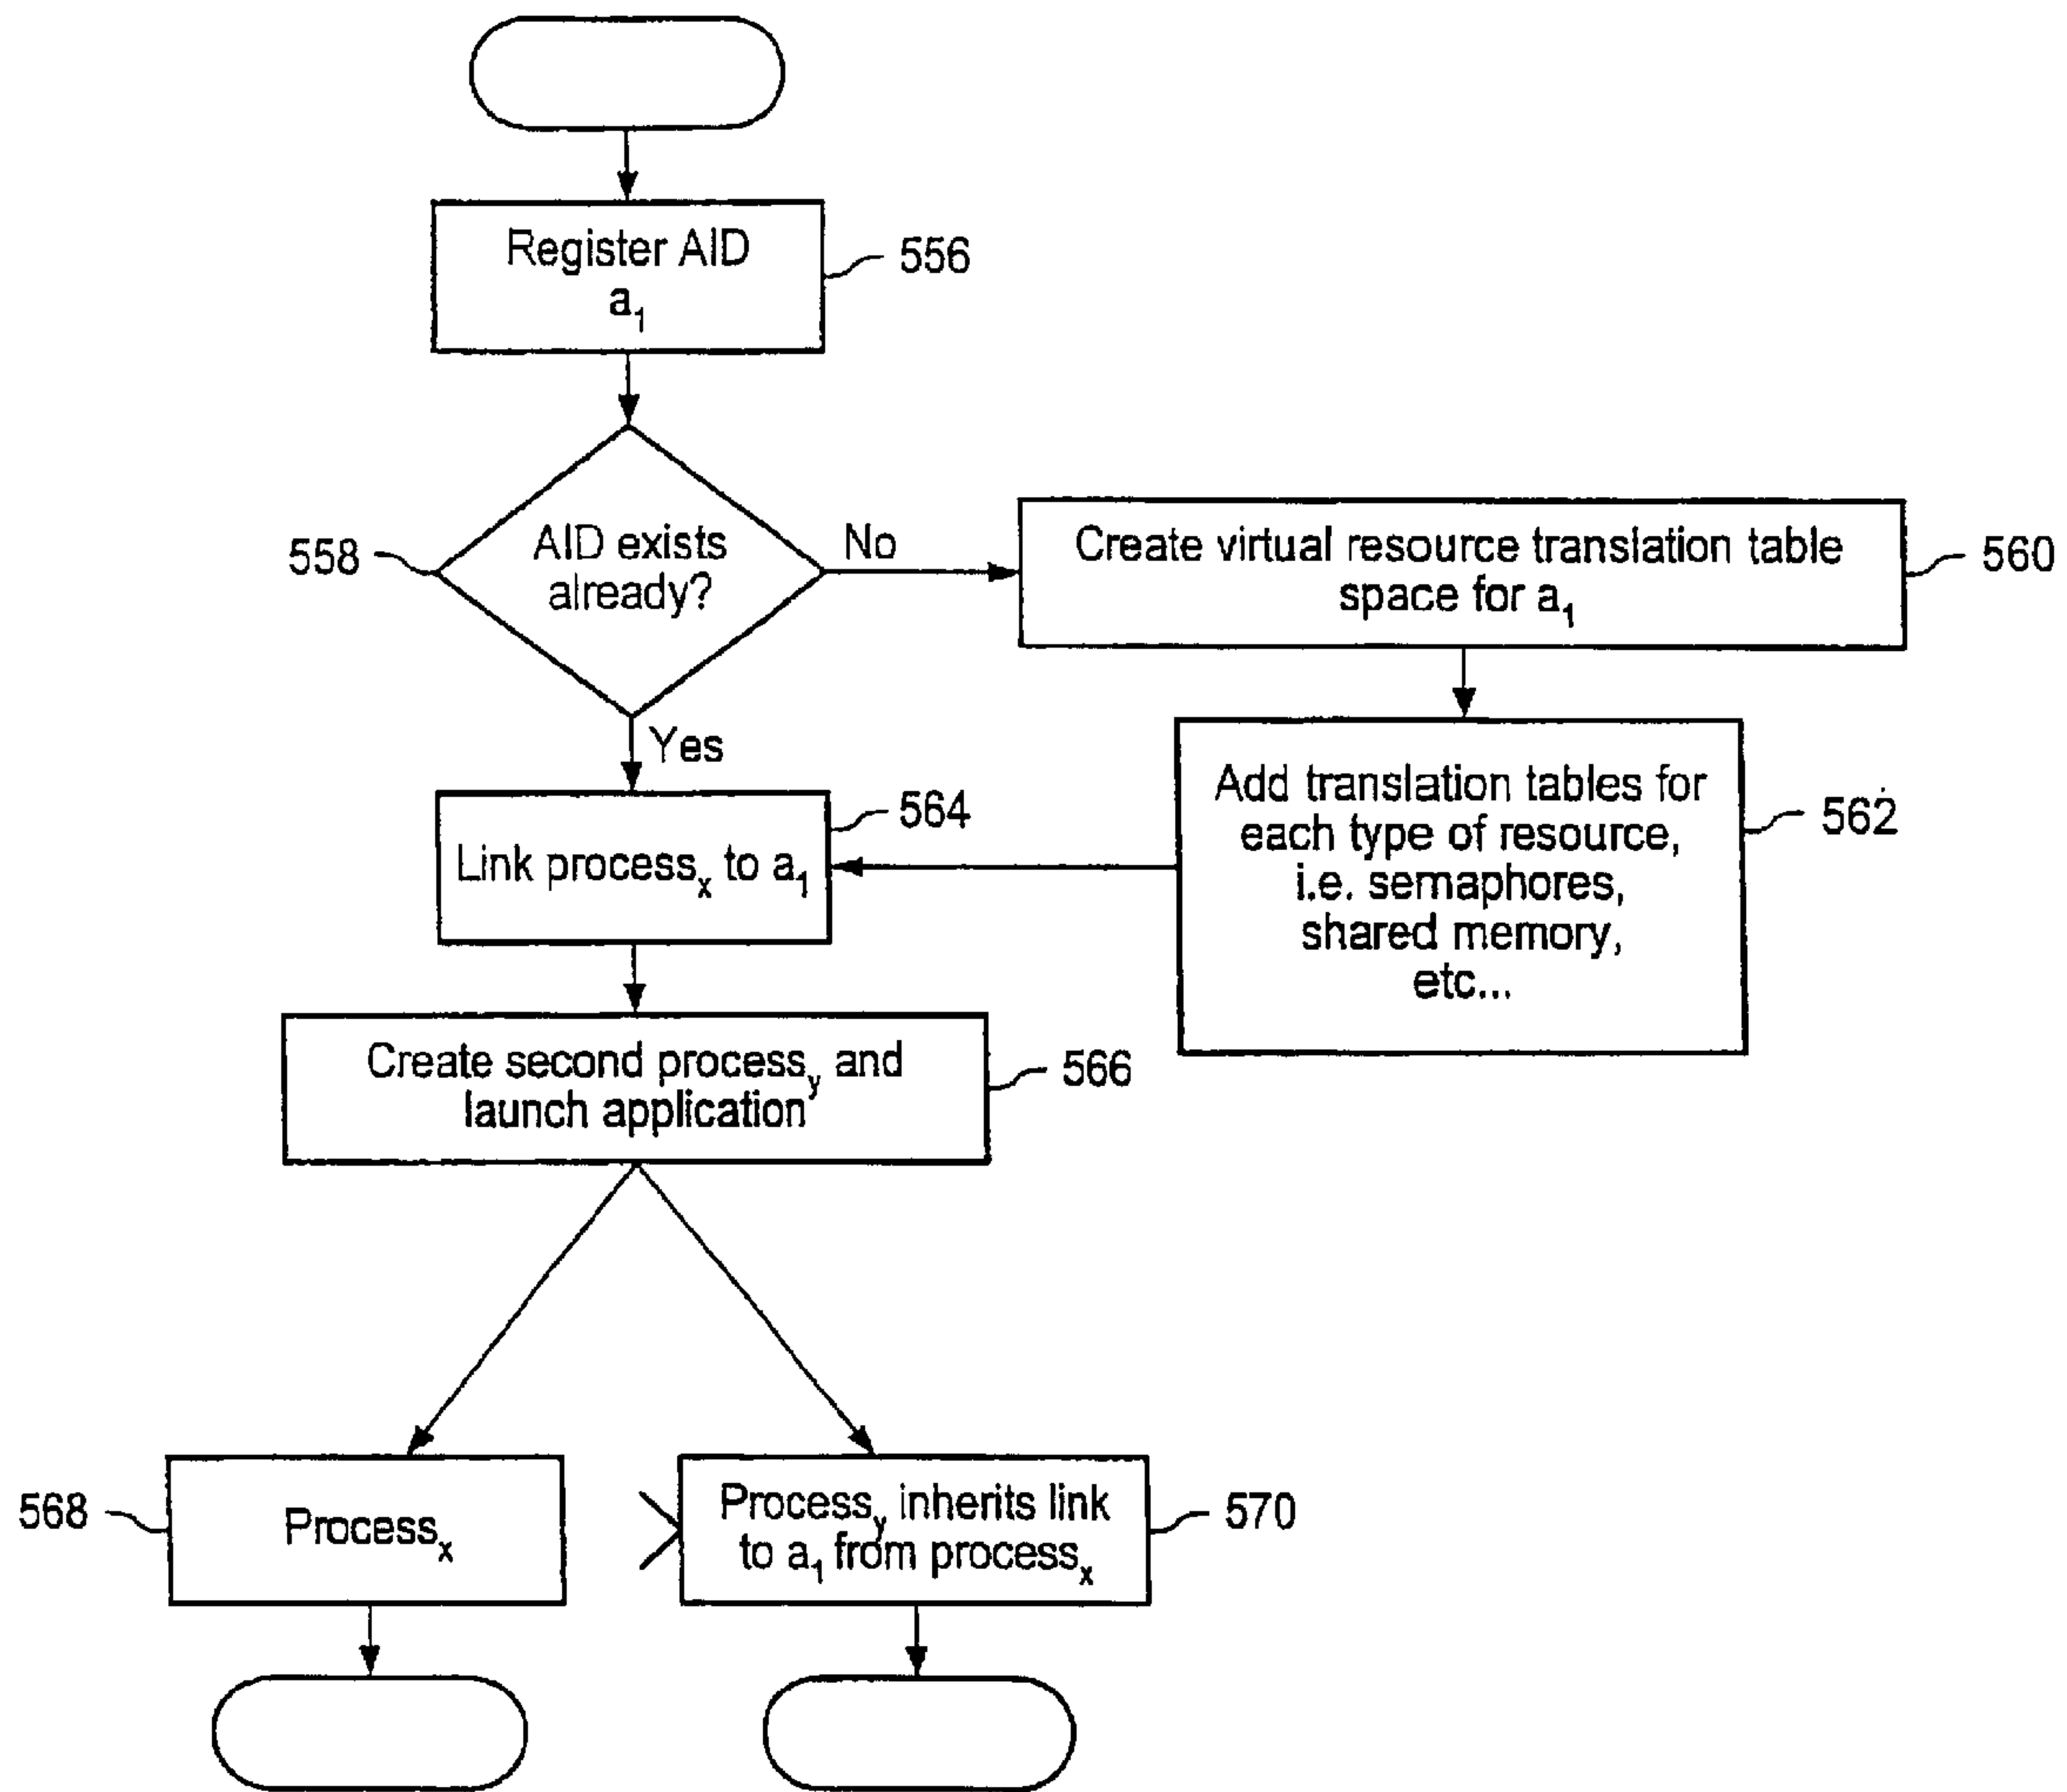 Register AID
a₁
556
AID exists
already?
558
No
Yes
Create virtual resource translation table
space for a₁
560
Add translation tables for
each type of resource,
i.e. semaphores,
shared memory,
etc...
562
Link processₓ to a₁
564
Create second process_y and
launch application
566
Processₓ
568
Process_y inherits link
to a₁ from processₓ
570